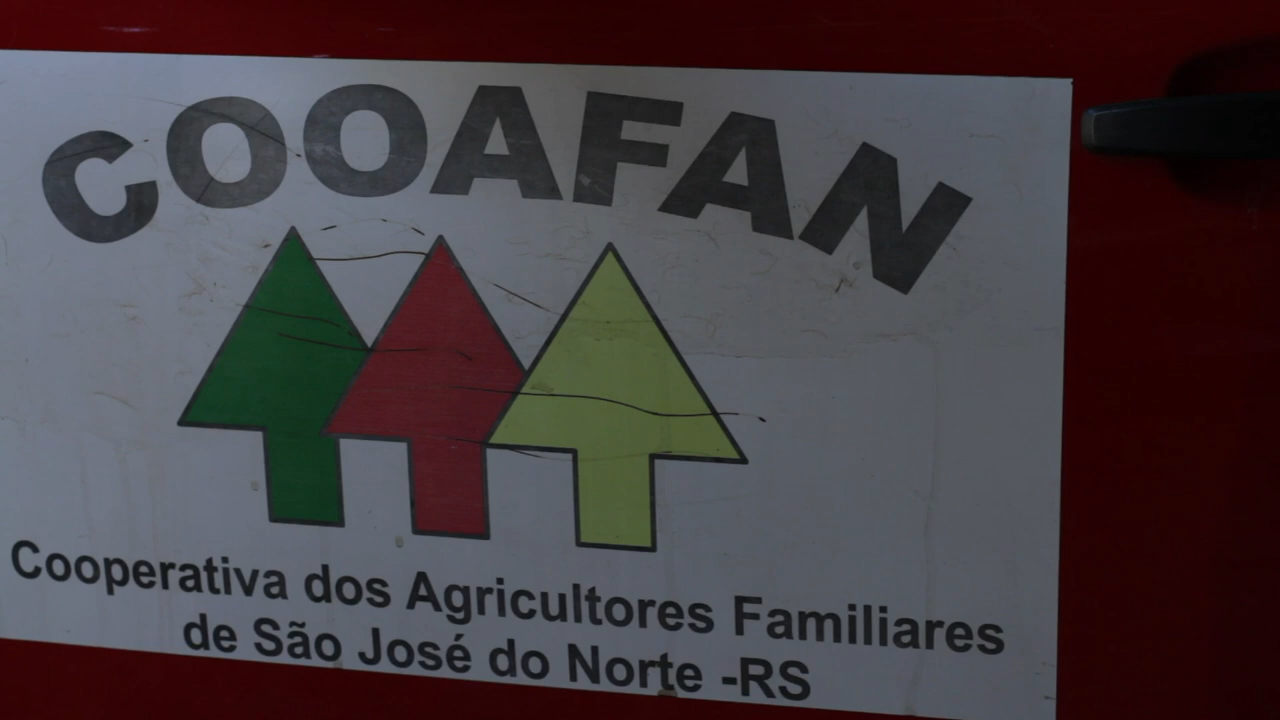 COOAFAN
Cooperativa dos Agricultores Familiares
de São José do Norte -RS